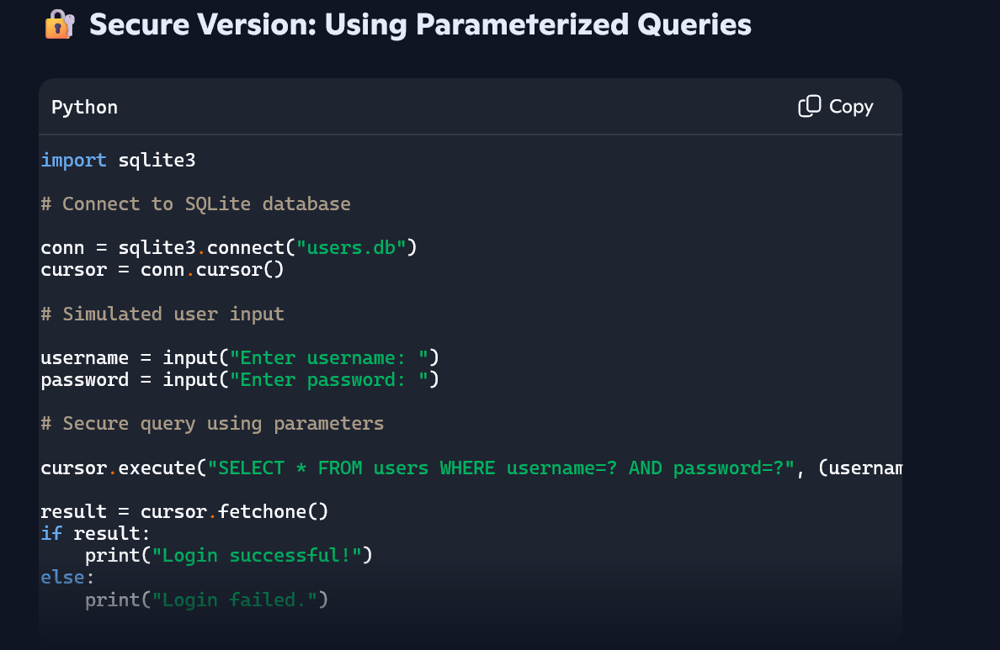 🔐 Secure Version: Using Parameterized Queries
Python
Copy
import sqlite3
# Connect to SQLite database
conn = sqlite3.connect("users.db")
cursor = conn.cursor()
# Simulated user input
username = input("Enter username: ")
password = input("Enter password: ")
# Secure query using parameters
cursor.execute("SELECT * FROM users WHERE username=? AND password=?", (usernam
result = cursor.fetchone()
if result:
    print("Login successful!")
else:
    print("Login failed.")